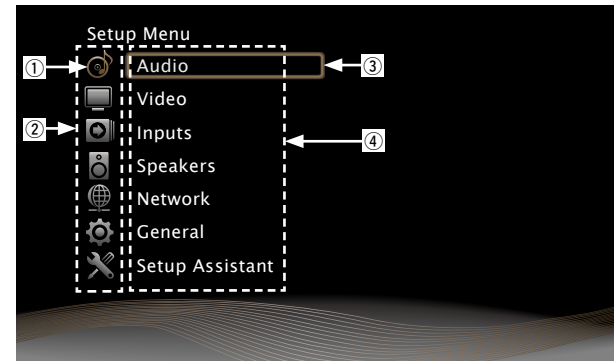 Setup Menu
① Audio ③
Video
② Inputs ④
Speakers
Network
General
Setup Assistant